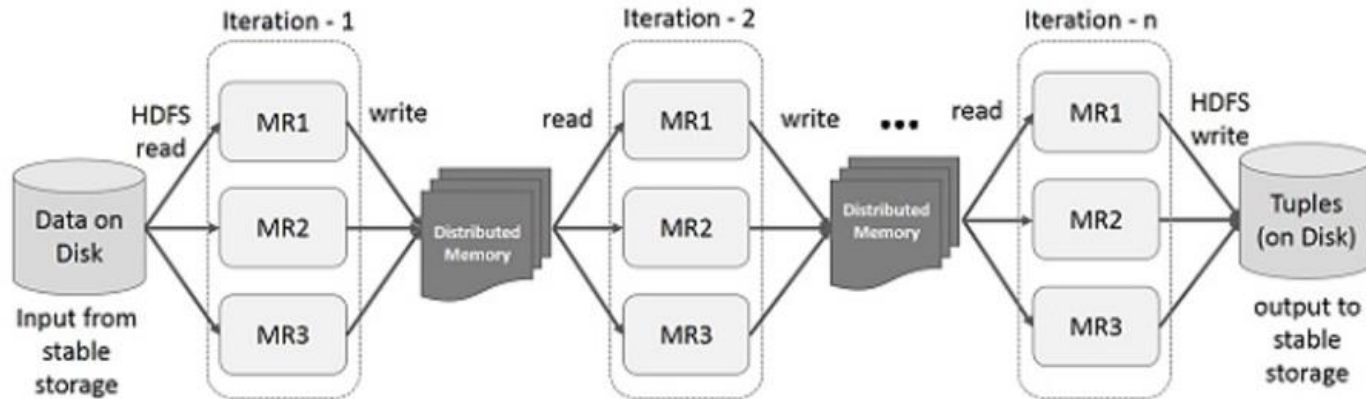 Iteration - 1
Iteration - 2
Iteration - n
HDFS
read
MR1
MR2
MR3
write
read
MR1
MR2
MR3
write
...
read
MR1
MR2
MR3
HDFS
write
Data on
Disk
Input from
stable
storage
Distributed
Memory
Distributed
Memory
Tuples
(on Disk)
output to
stable
storage